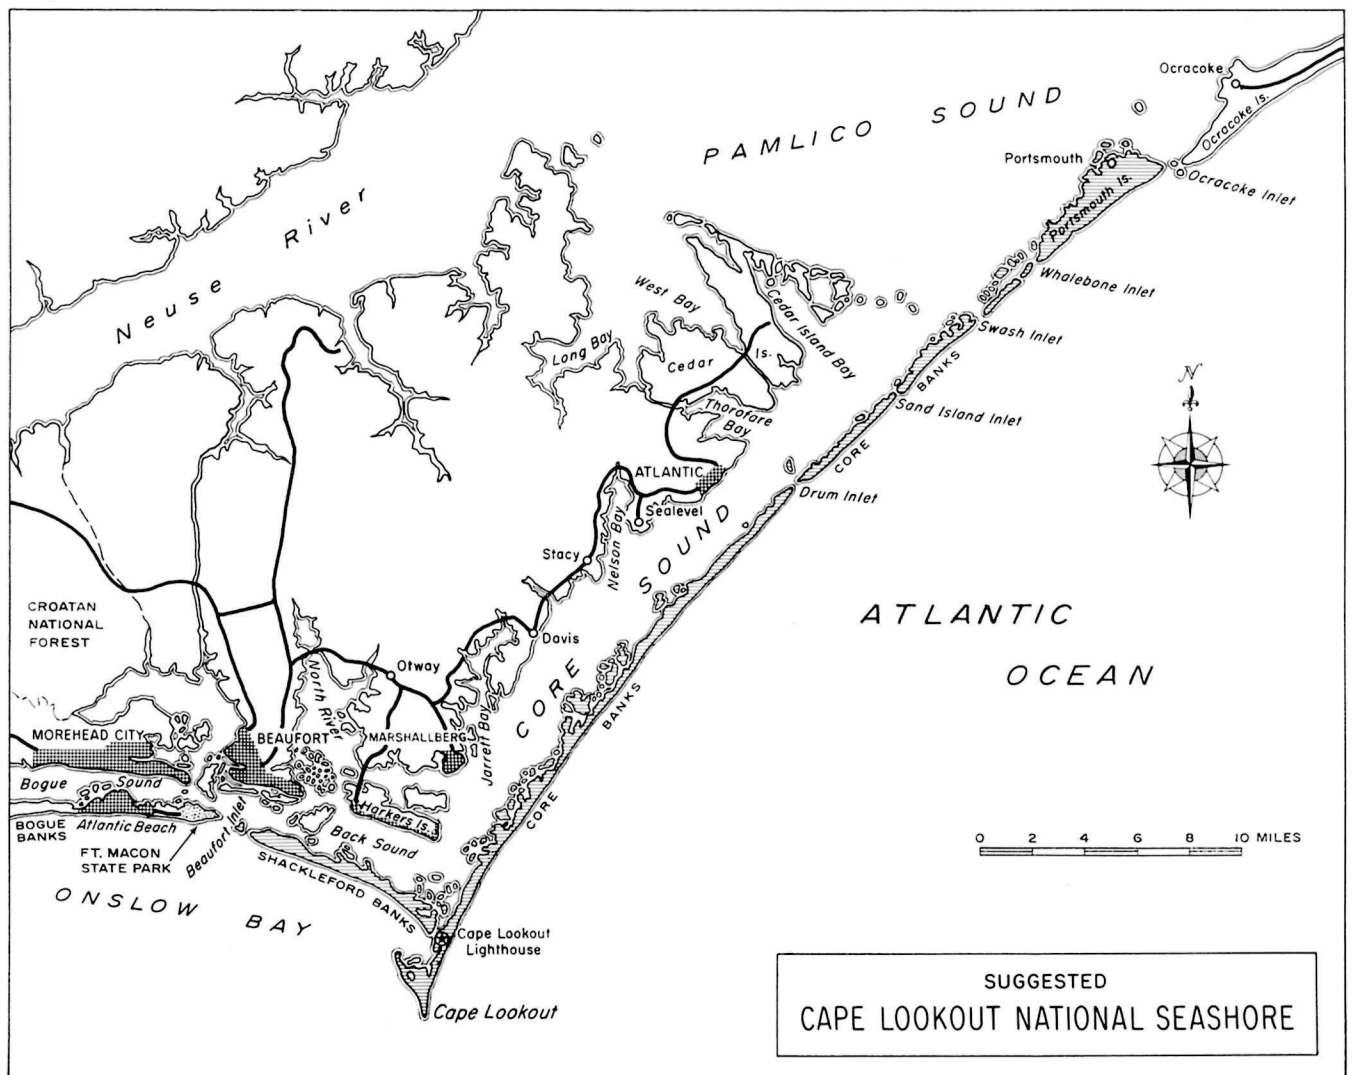 Ocracoke
Ocracoke Is.
PAMLICO SOUND
Portsmouth
Portsmouth Is.
Ocracoke Inlet
Neuse River
Whalebone Inlet
West Bay
Cedar Island Bay
Swash Inlet
Long Bay
Cedar Is.
BANKS
N
Thorofare
Bay
Sand Island Inlet
CORE
ATLANTIC
Drum Inlet
Sealevel
Nelson Bay
CORE SOUND
Stacy
CROATAN
NATIONAL
FOREST
ATLANTIC
OCEAN
Davis
Otway
North River
BANKS
MOREHEAD CITY
BEAUFORT
MARSHALLBERG
Jarrett Bay
Bogue Sound
Harkers Is.
CORE
BOGUE
BANKS
Atlantic Beach
Beaufort Inlet
Back Sound
0 2 4 6 8 10 MILES
FT. MACON
STATE PARK
SHACKLEFORD BANKS
ONSLOW BAY
Cape Lookout
Lighthouse
Cape Lookout
SUGGESTED
CAPE LOOKOUT NATIONAL SEASHORE